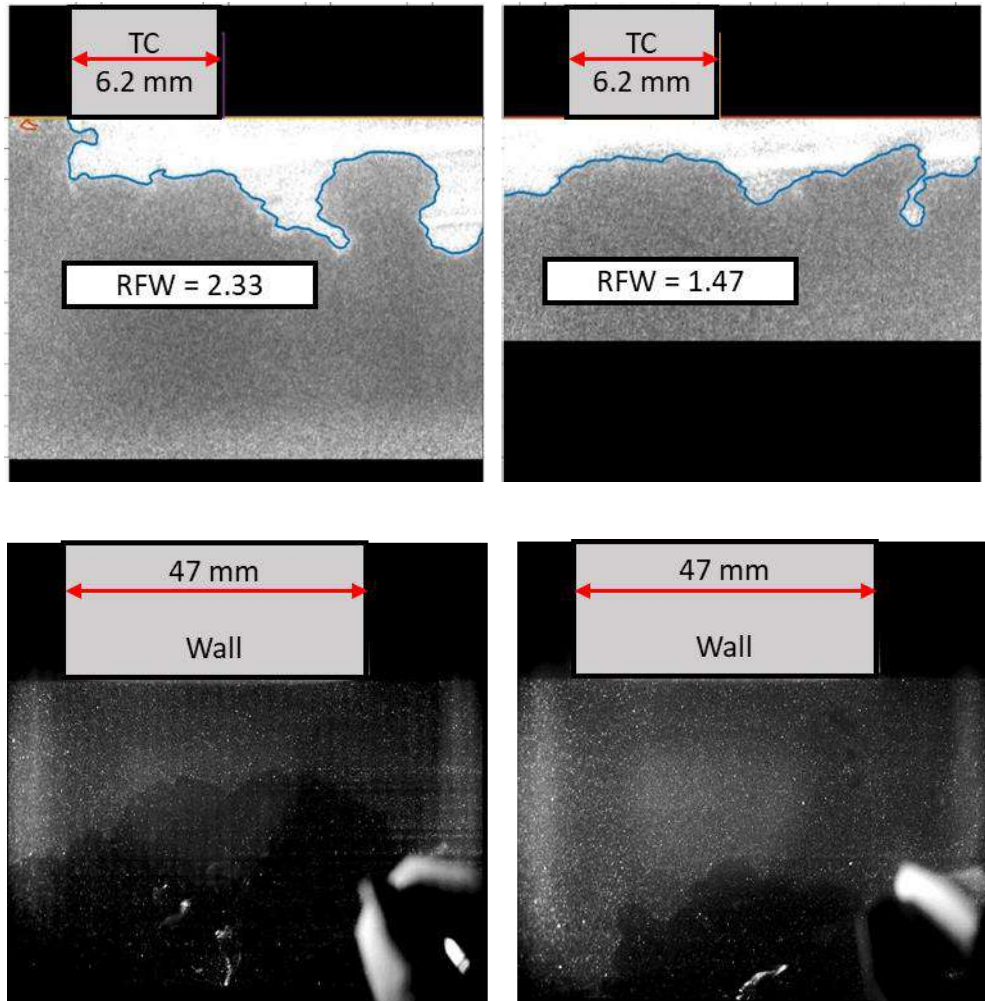 TC
6.2 mm
TC
6.2 mm
RFW = 2.33
RFW = 1.47
47 mm
Wall
47 mm
Wall